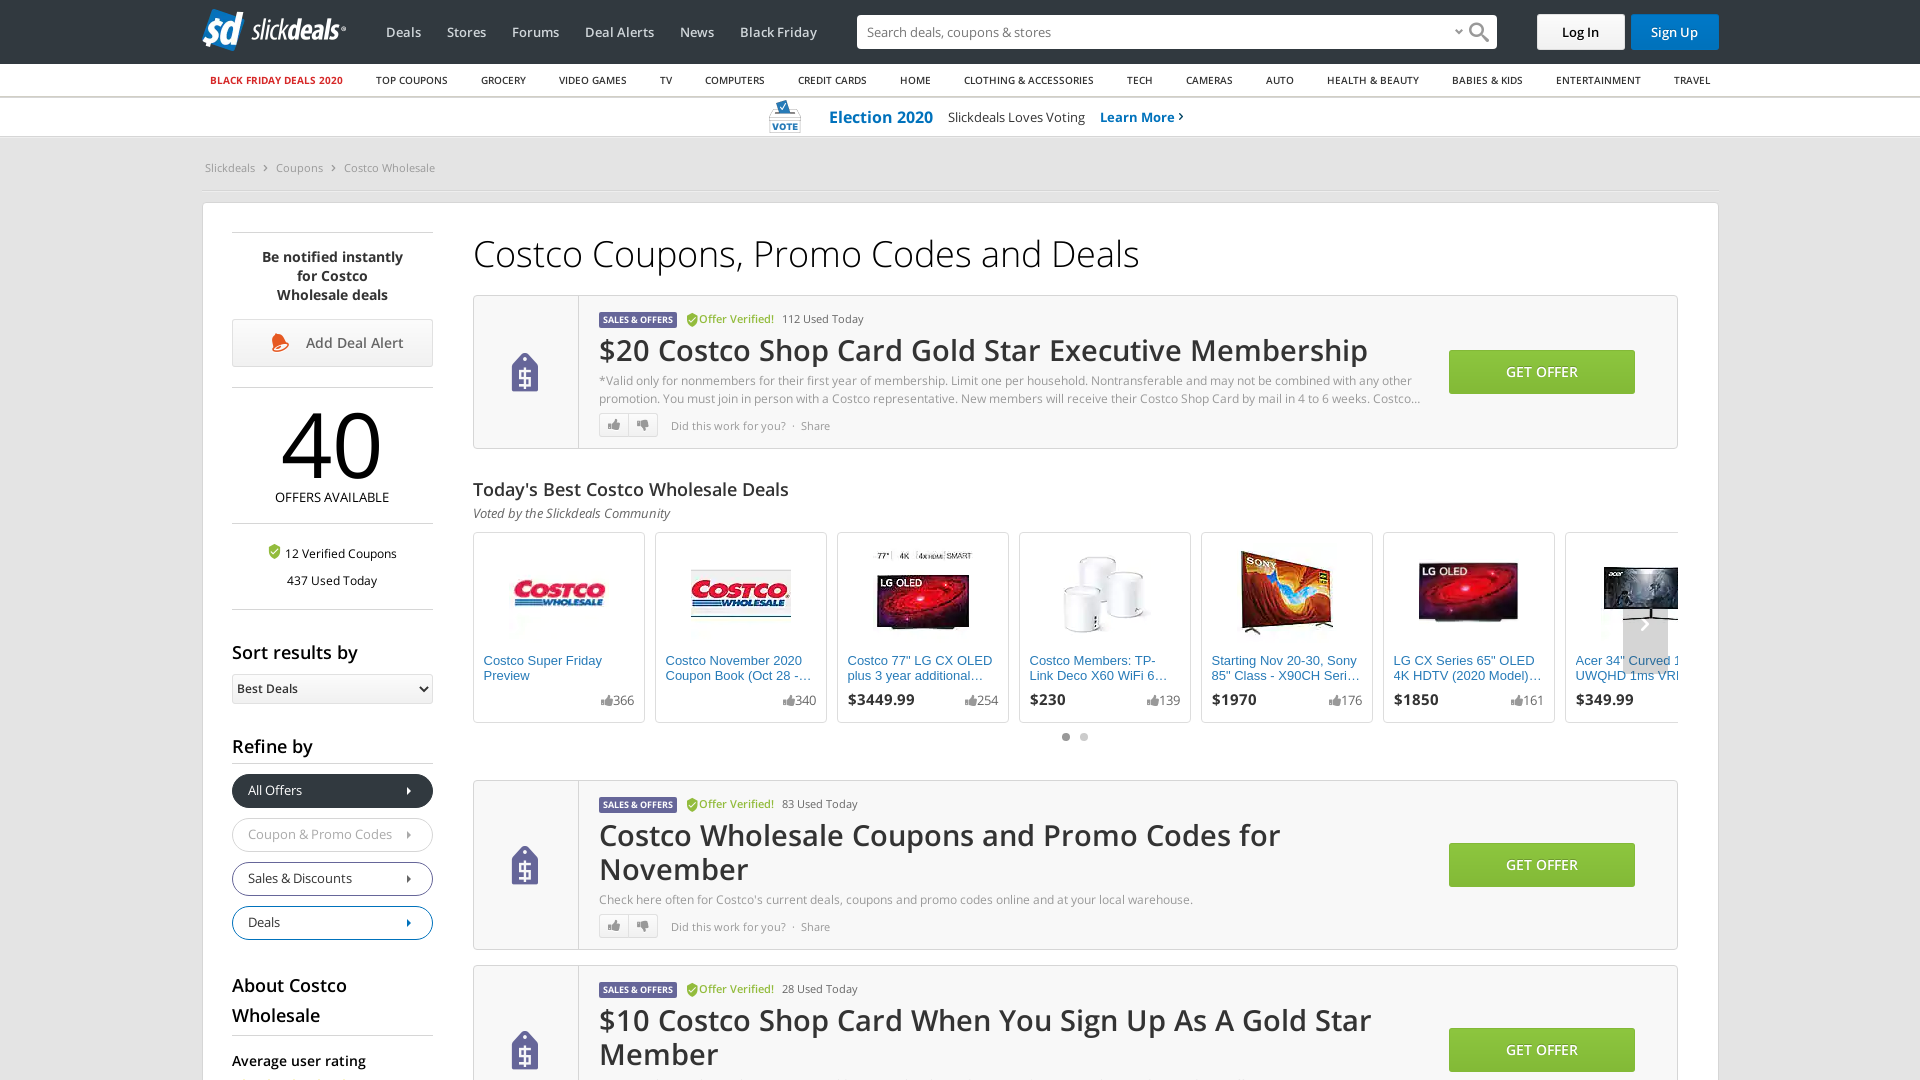 sd slickdeals
Deals
Stores
Forums
Deal Alerts
News
Black Friday
Search deals, coupons & stores
Log In
Sign Up
BLACK FRIDAY DEALS 2020
TOP COUPONS
GROCERY
VIDEO GAMES
TV
COMPUTERS
CREDIT CARDS
HOME
CLOTHING & ACCESSORIES
TECH
CAMERAS
AUTO
HEALTH & BEAUTY
BABIES & KIDS
ENTERTAINMENT
TRAVEL
VOTE
Election 2020 Slickdeals Loves Voting Learn More
Slickdeals
Coupons
Costco Wholesale
Be notified instantly
for Costco
Wholesale deals
Add Deal Alert
40
OFFERS AVAILABLE
12 Verified Coupons
437 Used Today
Sort results by
Best Deals
Refine by
All Offers
Coupon & Promo Codes
Sales & Discounts
Deals
About Costco
Wholesale
Average user rating
Costco Coupons, Promo Codes and Deals
SALES & OFFERS Offer Verified! 112 Used Today
$20 Costco Shop Card Gold Star Executive Membership
*Valid only for nonmembers for their first year of membership. Limit one per household. Nontransferable and may not be combined with any other
promotion. You must join in person with a Costco representative. New members will receive their Costco Shop Card by mail in 4 to 6 weeks. Costco...
Did this work for you? · Share
GET OFFER
Today's Best Costco Wholesale Deals
Voted by the Slickdeals Community
COSTCO
WHOLESALE
Costco Super Friday
Preview
366
COSTCO
WHOLESALE
Costco November 2020
Coupon Book (Oct 28 -…
340
77" 4K 4x HDMI SMART
LG OLED
Costco 77" LG CX OLED
plus 3 year additional…
$3449.99 254
Costco Members: TP-
Link Deco X60 WiFi 6…
$230 139
SONY
Starting Nov 20-30, Sony
85" Class - X90CH Seri…
$1970 176
LG OLED
LG CX Series 65" OLED
4K HDTV (2020 Model)…
$1850 161
acer
Acer 34" Curved 1
UWQHD 1ms VR
$349.99
SALES & OFFERS Offer Verified! 83 Used Today
Costco Wholesale Coupons and Promo Codes for
November
Check here often for Costco's current deals, coupons and promo codes online and at your local warehouse.
Did this work for you? · Share
GET OFFER
SALES & OFFERS Offer Verified! 28 Used Today
$10 Costco Shop Card When You Sign Up As A Gold Star
Member
GET OFFER